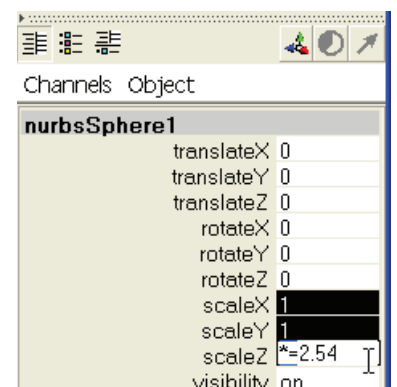 Channels Object
nurbsSphere1
translateX 0
translateY 0
translateZ 0
rotateX 0
rotateY 0
rotateZ 0
scaleX 1
scaleY 1
scaleZ *=2.54
visibility on